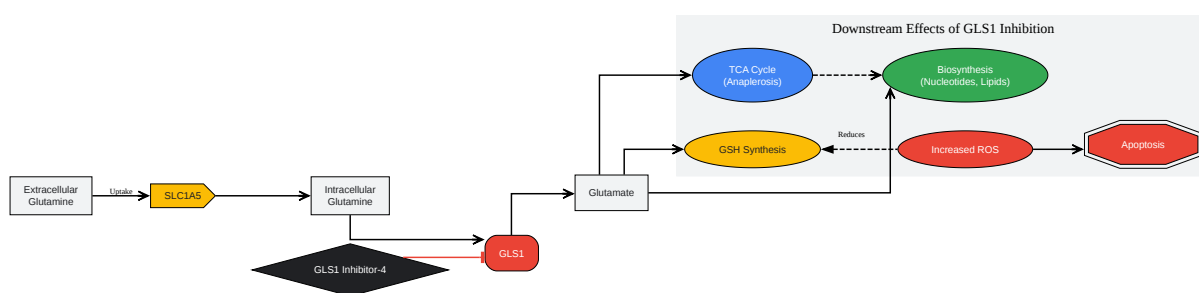 Downstream Effects of GLS1 Inhibition
TCA Cycle
(Anaplerosis)
Biosynthesis
(Nucleotides, Lipids)
GSH Synthesis
Reduces
Increased ROS
Apoptosis
Extracellular
Glutamine
Uptake
SLC1A5
Intracellular
Glutamine
Glutamate
GLS1
GLS1 Inhibitor-4